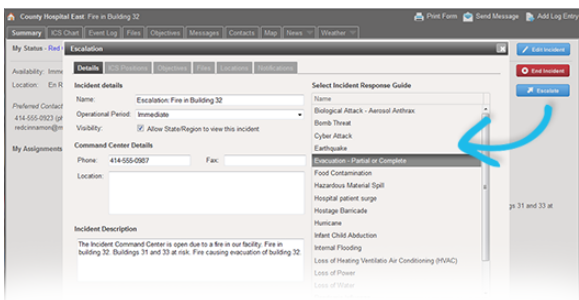 County Hospital East: Fire in Building 32
Print Form Send Message Add Log Entry
Summary ICS Chart Event Log Files Objectives Messages Contacts Map News Weather
My Status - Red
Escalation
Edit Incident
Details ICS Positions Objectives Files Locations Notifications
Availability: Imme
End Incident
Location: En R
Incident details
Select Incident Response Guide
Escalate
Name: Escalation: Fire in Building 32
Name
Preferred Contact
Operational Period: Immediate
Biological Attack - Aerosol Anthrax
414-555-0923 (p
Visibility: Allow State/Region to view this incident
Bomb Threat
redcinnamon@m
Cyber Attack
My Assignments
Command Center Details
Earthquake
Phone: 414-555-0987 Fax:
Evacuation - Partial or Complete
Location:
Food Contamination
Hazardous Material Spill
Hospital patient surge
gs 31 and 33 at
Hostage Barricade
Hurricane
Incident Description
Infant Child Abduction
The Incident Command Center is open due to a fire in our facility. Fire in
building 32. Buildings 31 and 33 at risk. Fire causing evacuation of building 32.
Internal Flooding
Loss of Heating Ventilatio Air Conditioning (HVAC)
Loss of Power
Loss of Water